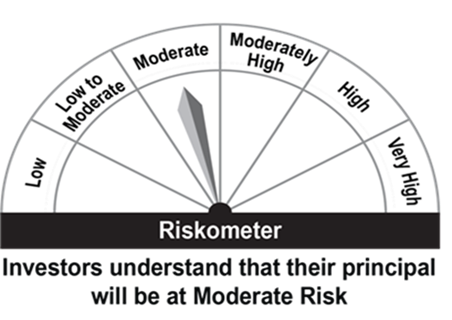 Low
Low to
Moderate
Moderate
Moderately
High
High
Very High
Riskometer
Investors understand that their principal
will be at Moderate Risk